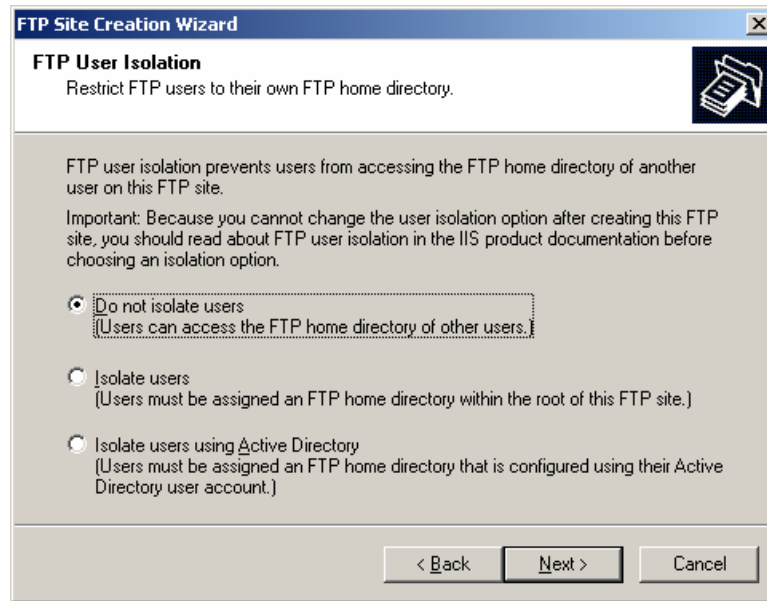 FTP Site Creation Wizard
FTP User Isolation
Restrict FTP users to their own FTP home directory.
FTP user isolation prevents users from accessing the FTP home directory of another
user on this FTP site.
Important: Because you cannot change the user isolation option after creating this FTP
site, you should read about FTP user isolation in the IIS product documentation before
choosing an isolation option.
Do not isolate users
(Users can access the FTP home directory of other users.)
Isolate users
(Users must be assigned an FTP home directory within the root of this FTP site.)
Isolate users using Active Directory
(Users must be assigned an FTP home directory that is configured using their Active
Directory user account.)
< Back Next > Cancel